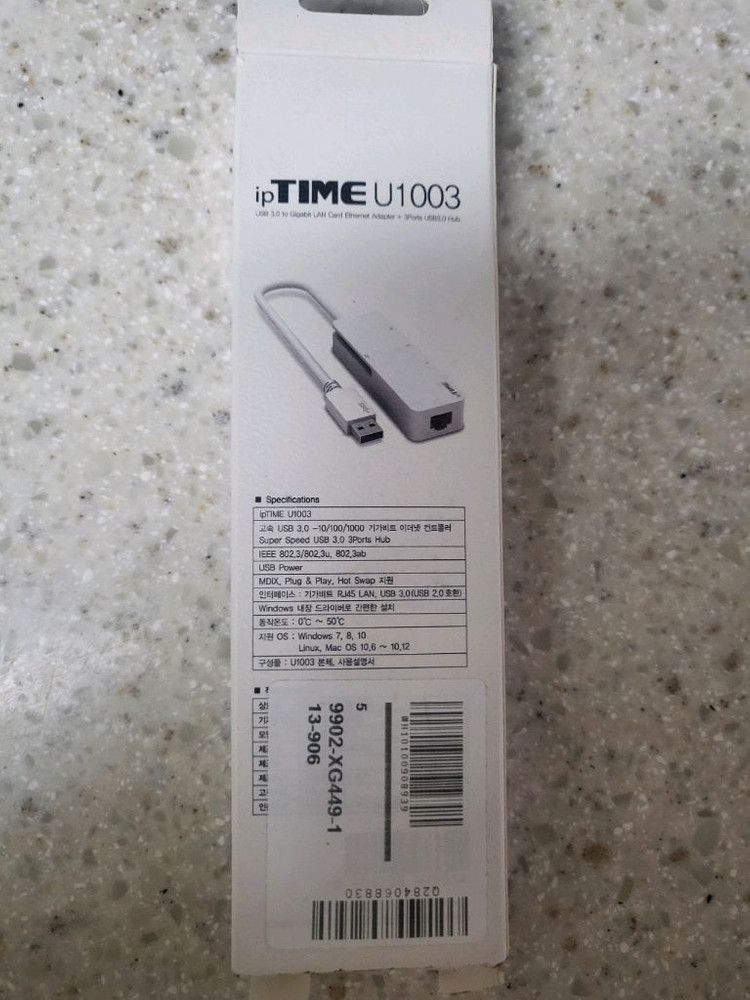 ipTIME U1003
USB 3.0 to Gigabit LAN Card Ethernet Adapter + 3Ports USB3.0 Hub
■ Specifications
ipTIME U1003
고속 USB 3.0 -10/100/1000 기가비트 이더넷 컨트롤러
Super Speed USB 3.0 3Ports Hub
IEEE 802.3/802.3u, 802.3ab
USB Power
MDIX, Plug & Play, Hot Swap 지원
인터페이스 : 기가비트 RJ45 LAN, USB 3.0(USB 2.0 호환)
Windows 내장 드라이버로 간편한 설치
동작온도 : 0℃ ~ 50℃
지원 OS : Windows 7, 8, 10
Linux, Mac OS 10.6 ~ 10.12
구성품 : U1003 본체, 사용설명서
5
9902-XG449-1
13-906
Q284068830